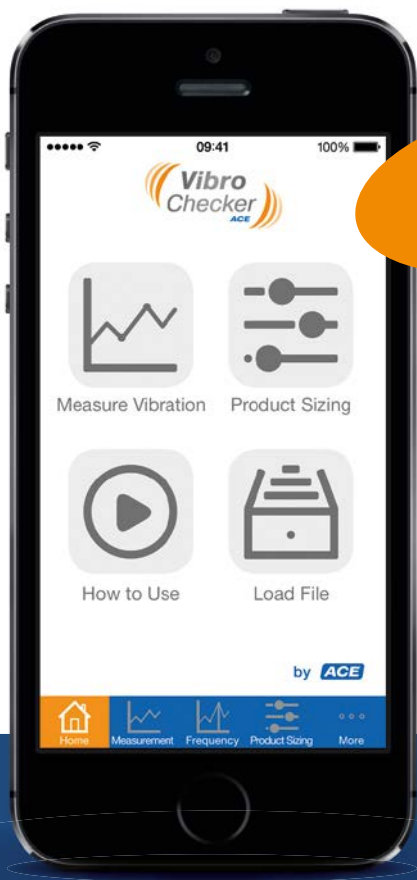 09:41
100%
Vibro
Checker
ACE
Measure Vibration
Product Sizing
How to Use
Load File
by ACE
Home
Measurement
Frequency
Product Sizing
More